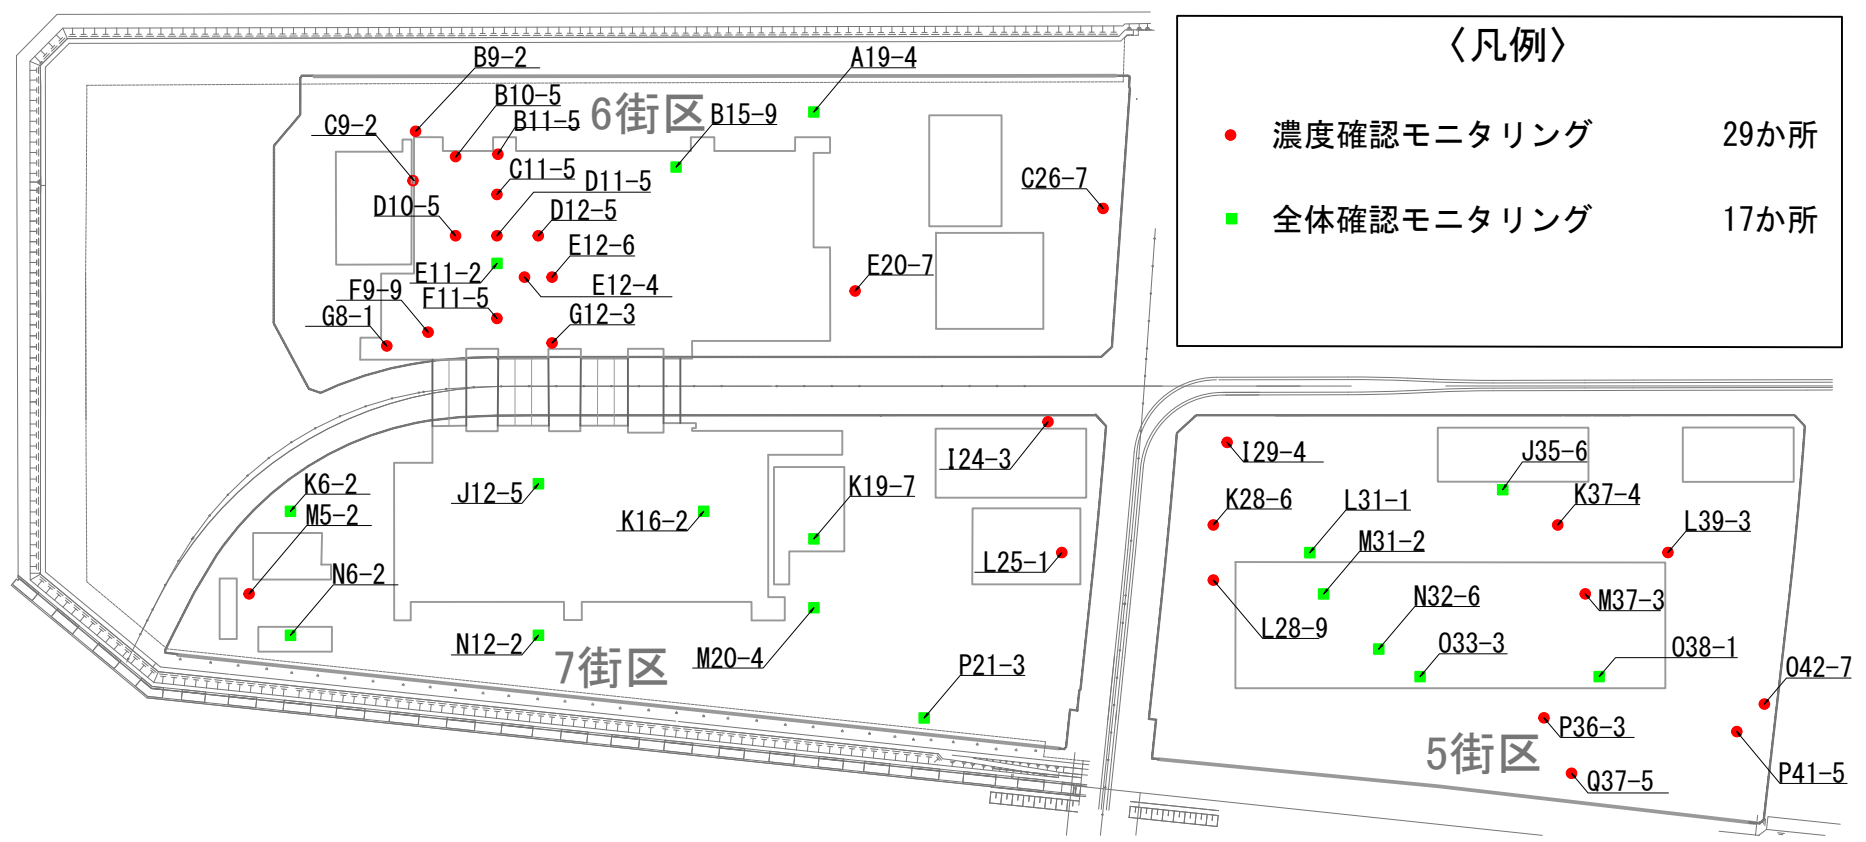 〈凡例〉
濃度確認モニタリング 29か所
全体確認モニタリング 17か所
6街区
B9-2
A19-4
B10-5
B11-5
B15-9
C9-2
C11-5
D11-5
C26-7
D10-5
D12-5
E12-6
E11-2
E12-4
E20-7
F9-9
F11-5
G8-1
G12-3
7街区
I24-3
K6-2
J12-5
K19-7
M5-2
K16-2
L25-1
N6-2
N12-2
M20-4
P21-3
5街区
I29-4
J35-6
K28-6
L31-1
K37-4
M31-2
L39-3
N32-6
M37-3
L28-9
O33-3
O38-1
O42-7
P36-3
P41-5
Q37-5